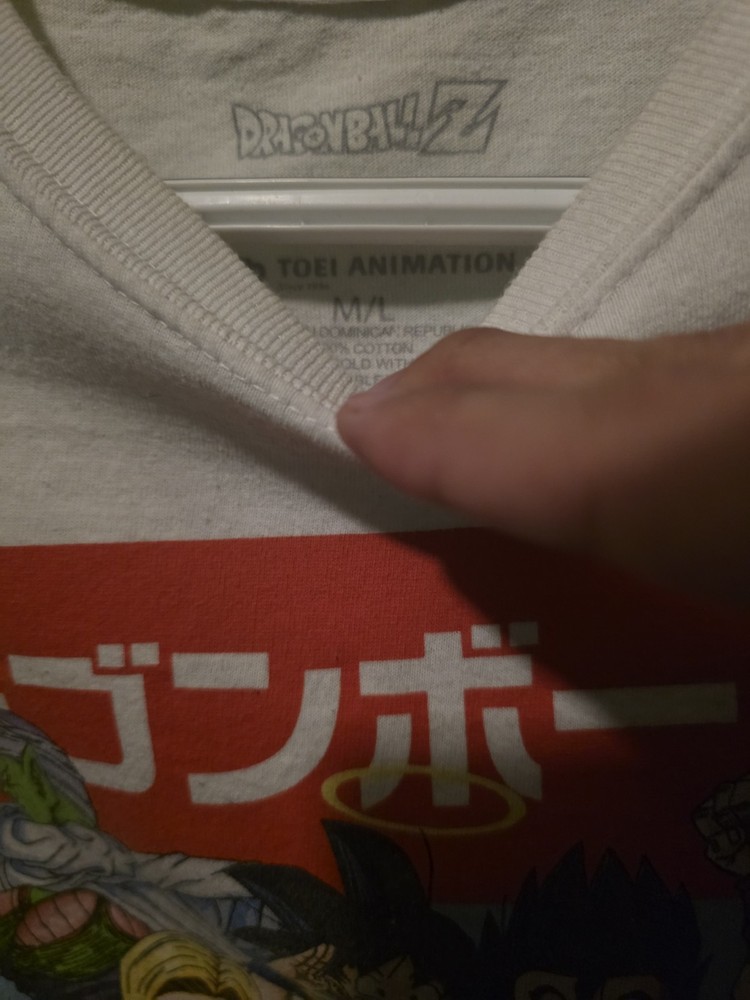 DRAGONBALL Z
TOEI ANIMATION
M/L
DOMINICAN REPUBLIC
COTTON
ゴンボー